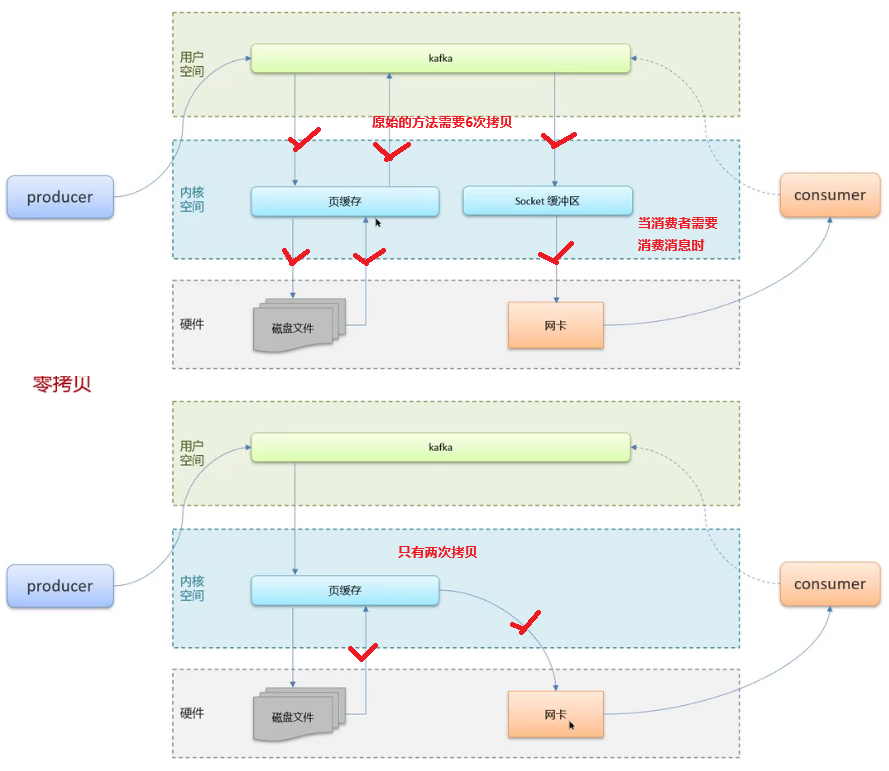 用户
空间
kafka
原始的方法需要6次拷贝
producer
内核
空间
页缓存
Socket 缓冲区
consumer
当消费者需要
消费消息时
硬件
磁盘文件
网卡
零拷贝
用户
空间
kafka
只有两次拷贝
producer
内核
空间
页缓存
consumer
硬件
磁盘文件
网卡